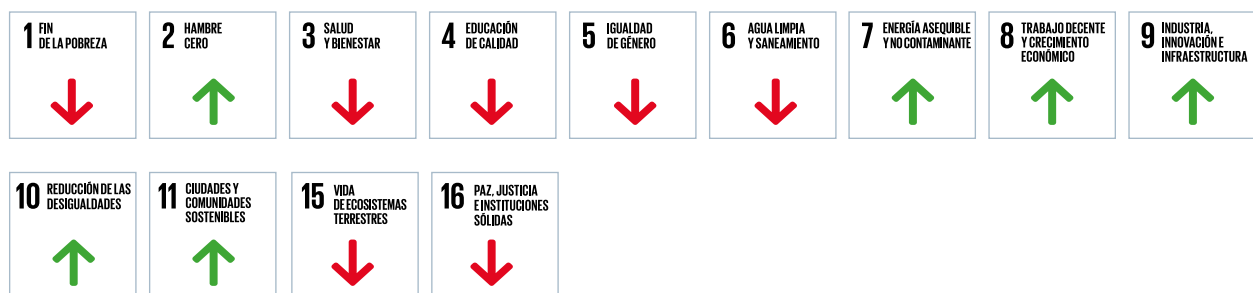 1 FIN
DE LA POBREZA
2 HAMBRE
CERO
3 SALUD
Y BIENESTAR
4 EDUCACIÓN
DE CALIDAD
5 IGUALDAD
DE GÉNERO
6 AGUA LIMPIA
Y SANEAMIENTO
7 ENERGÍA ASEQUIBLE
Y NO CONTAMINANTE
8 TRABAJO DECENTE
Y CRECIMIENTO
ECONÓMICO
9 INDUSTRIA,
INNOVACIÓN E
INFRAESTRUCTURA
10 REDUCCIÓN DE LAS
DESIGUALDADES
11 CIUDADES Y
COMUNIDADES
SOSTENIBLES
15 VIDA
DE ECOSISTEMAS
TERRESTRES
16 PAZ, JUSTICIA
E INSTITUCIONES
SÓLIDAS